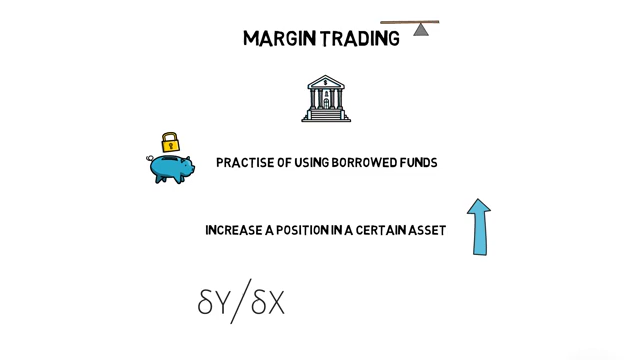 MARGIN TRADING
PRACTISE OF USING BORROWED FUNDS
INCREASE A POSITION IN A CERTAIN ASSET
δY/δX